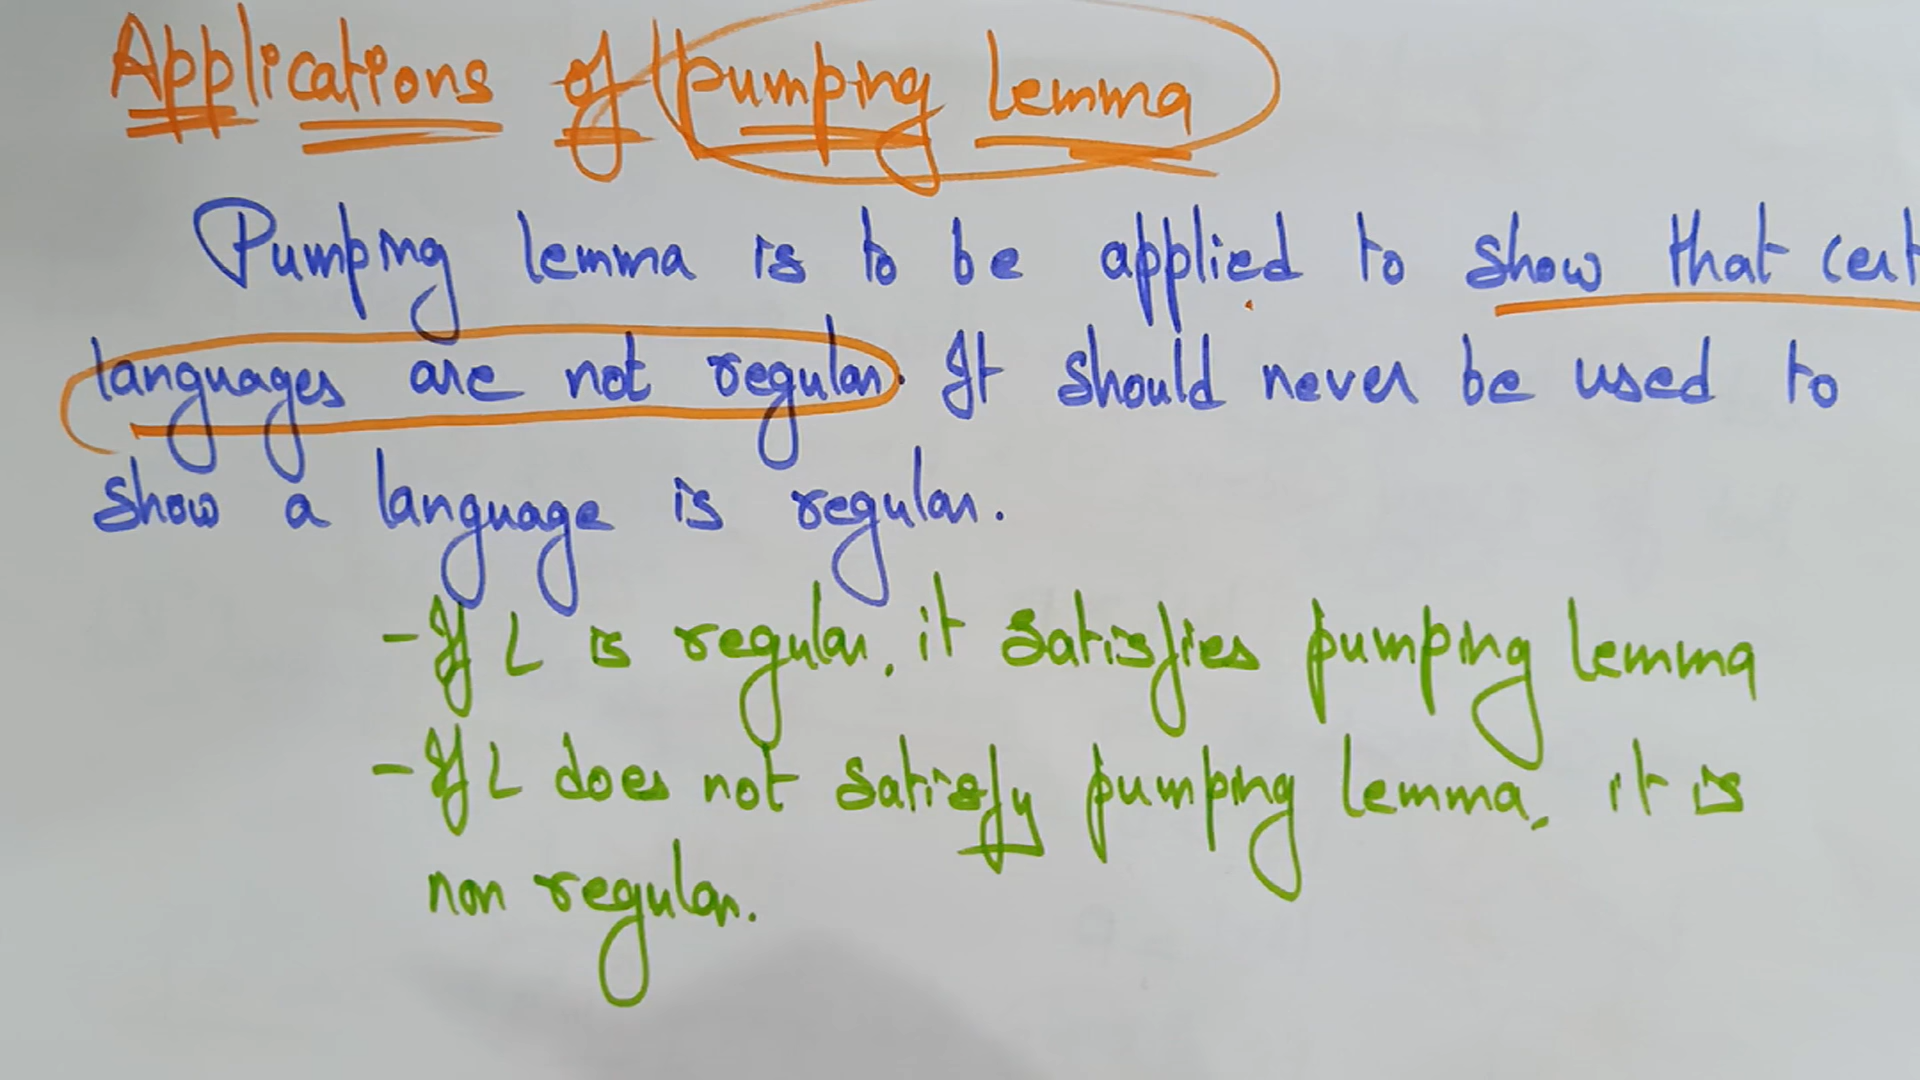 Applications of pumping lemma
Pumping lemma is to be applied to show that cert
languages are not regular. It should never be used to
show a language is regular.
- If L is regular, it satisfies pumping lemma
- If L does not satisfy pumping lemma, it is
non regular.